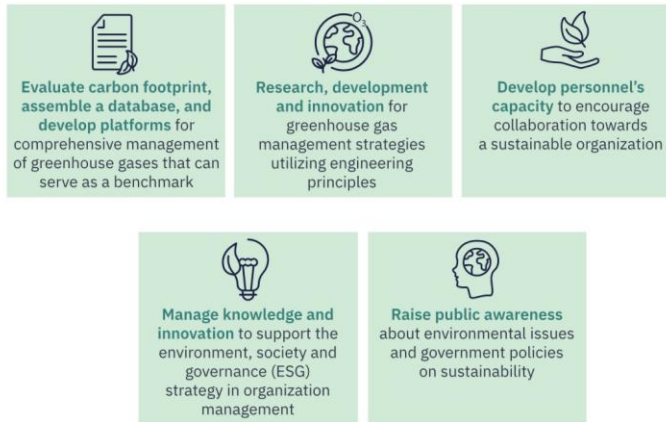 Evaluate carbon footprint,
assemble a database, and
develop platforms for
comprehensive management
of greenhouse gases that can
serve as a benchmark
O₃
Research, development
and innovation for
greenhouse gas
management strategies
utilizing engineering
principles
Develop personnel’s
capacity to encourage
collaboration towards
a sustainable organization
Manage knowledge and
innovation to support the
environment, society and
governance (ESG)
strategy in organization
management
Raise public awareness
about environmental issues
and government policies
on sustainability